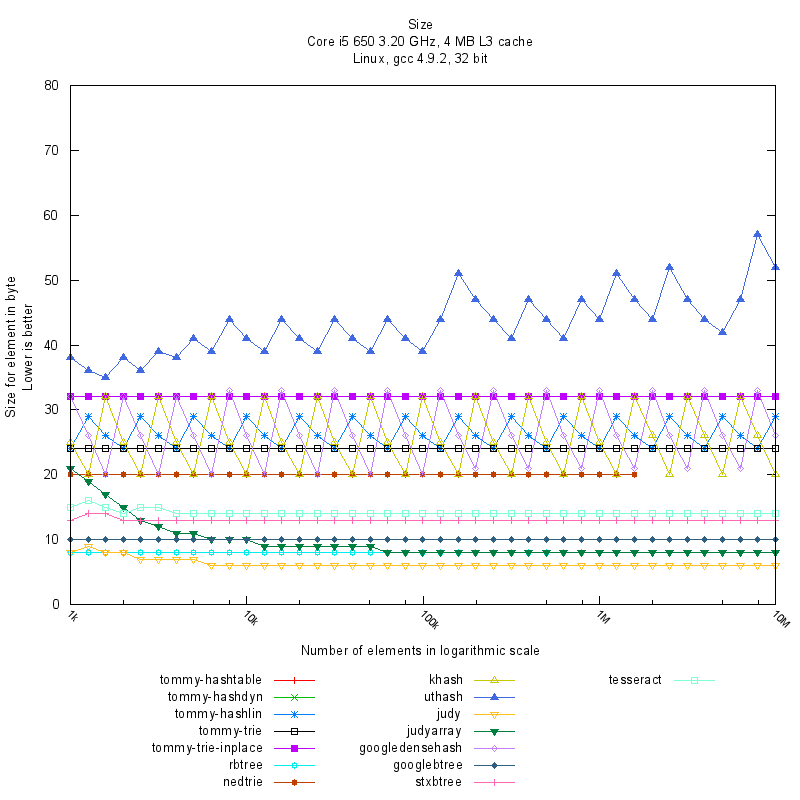 Size
Core i5 650 3.20 GHz, 4 MB L3 cache
Linux, gcc 4.9.2, 32 bit
Size for element in byte
Lower is better
80
70
60
50
40
30
20
10
0
1k
10k
100k
1M
10M
Number of elements in logarithmic scale
tommy-hashtable
tommy-hashdyn
tommy-hashlin
tommy-trie
tommy-trie-inplace
rbtree
nedtrie
khash
uthash
judy
judyarray
googledensehash
googlebtree
stxbtree
tesseract